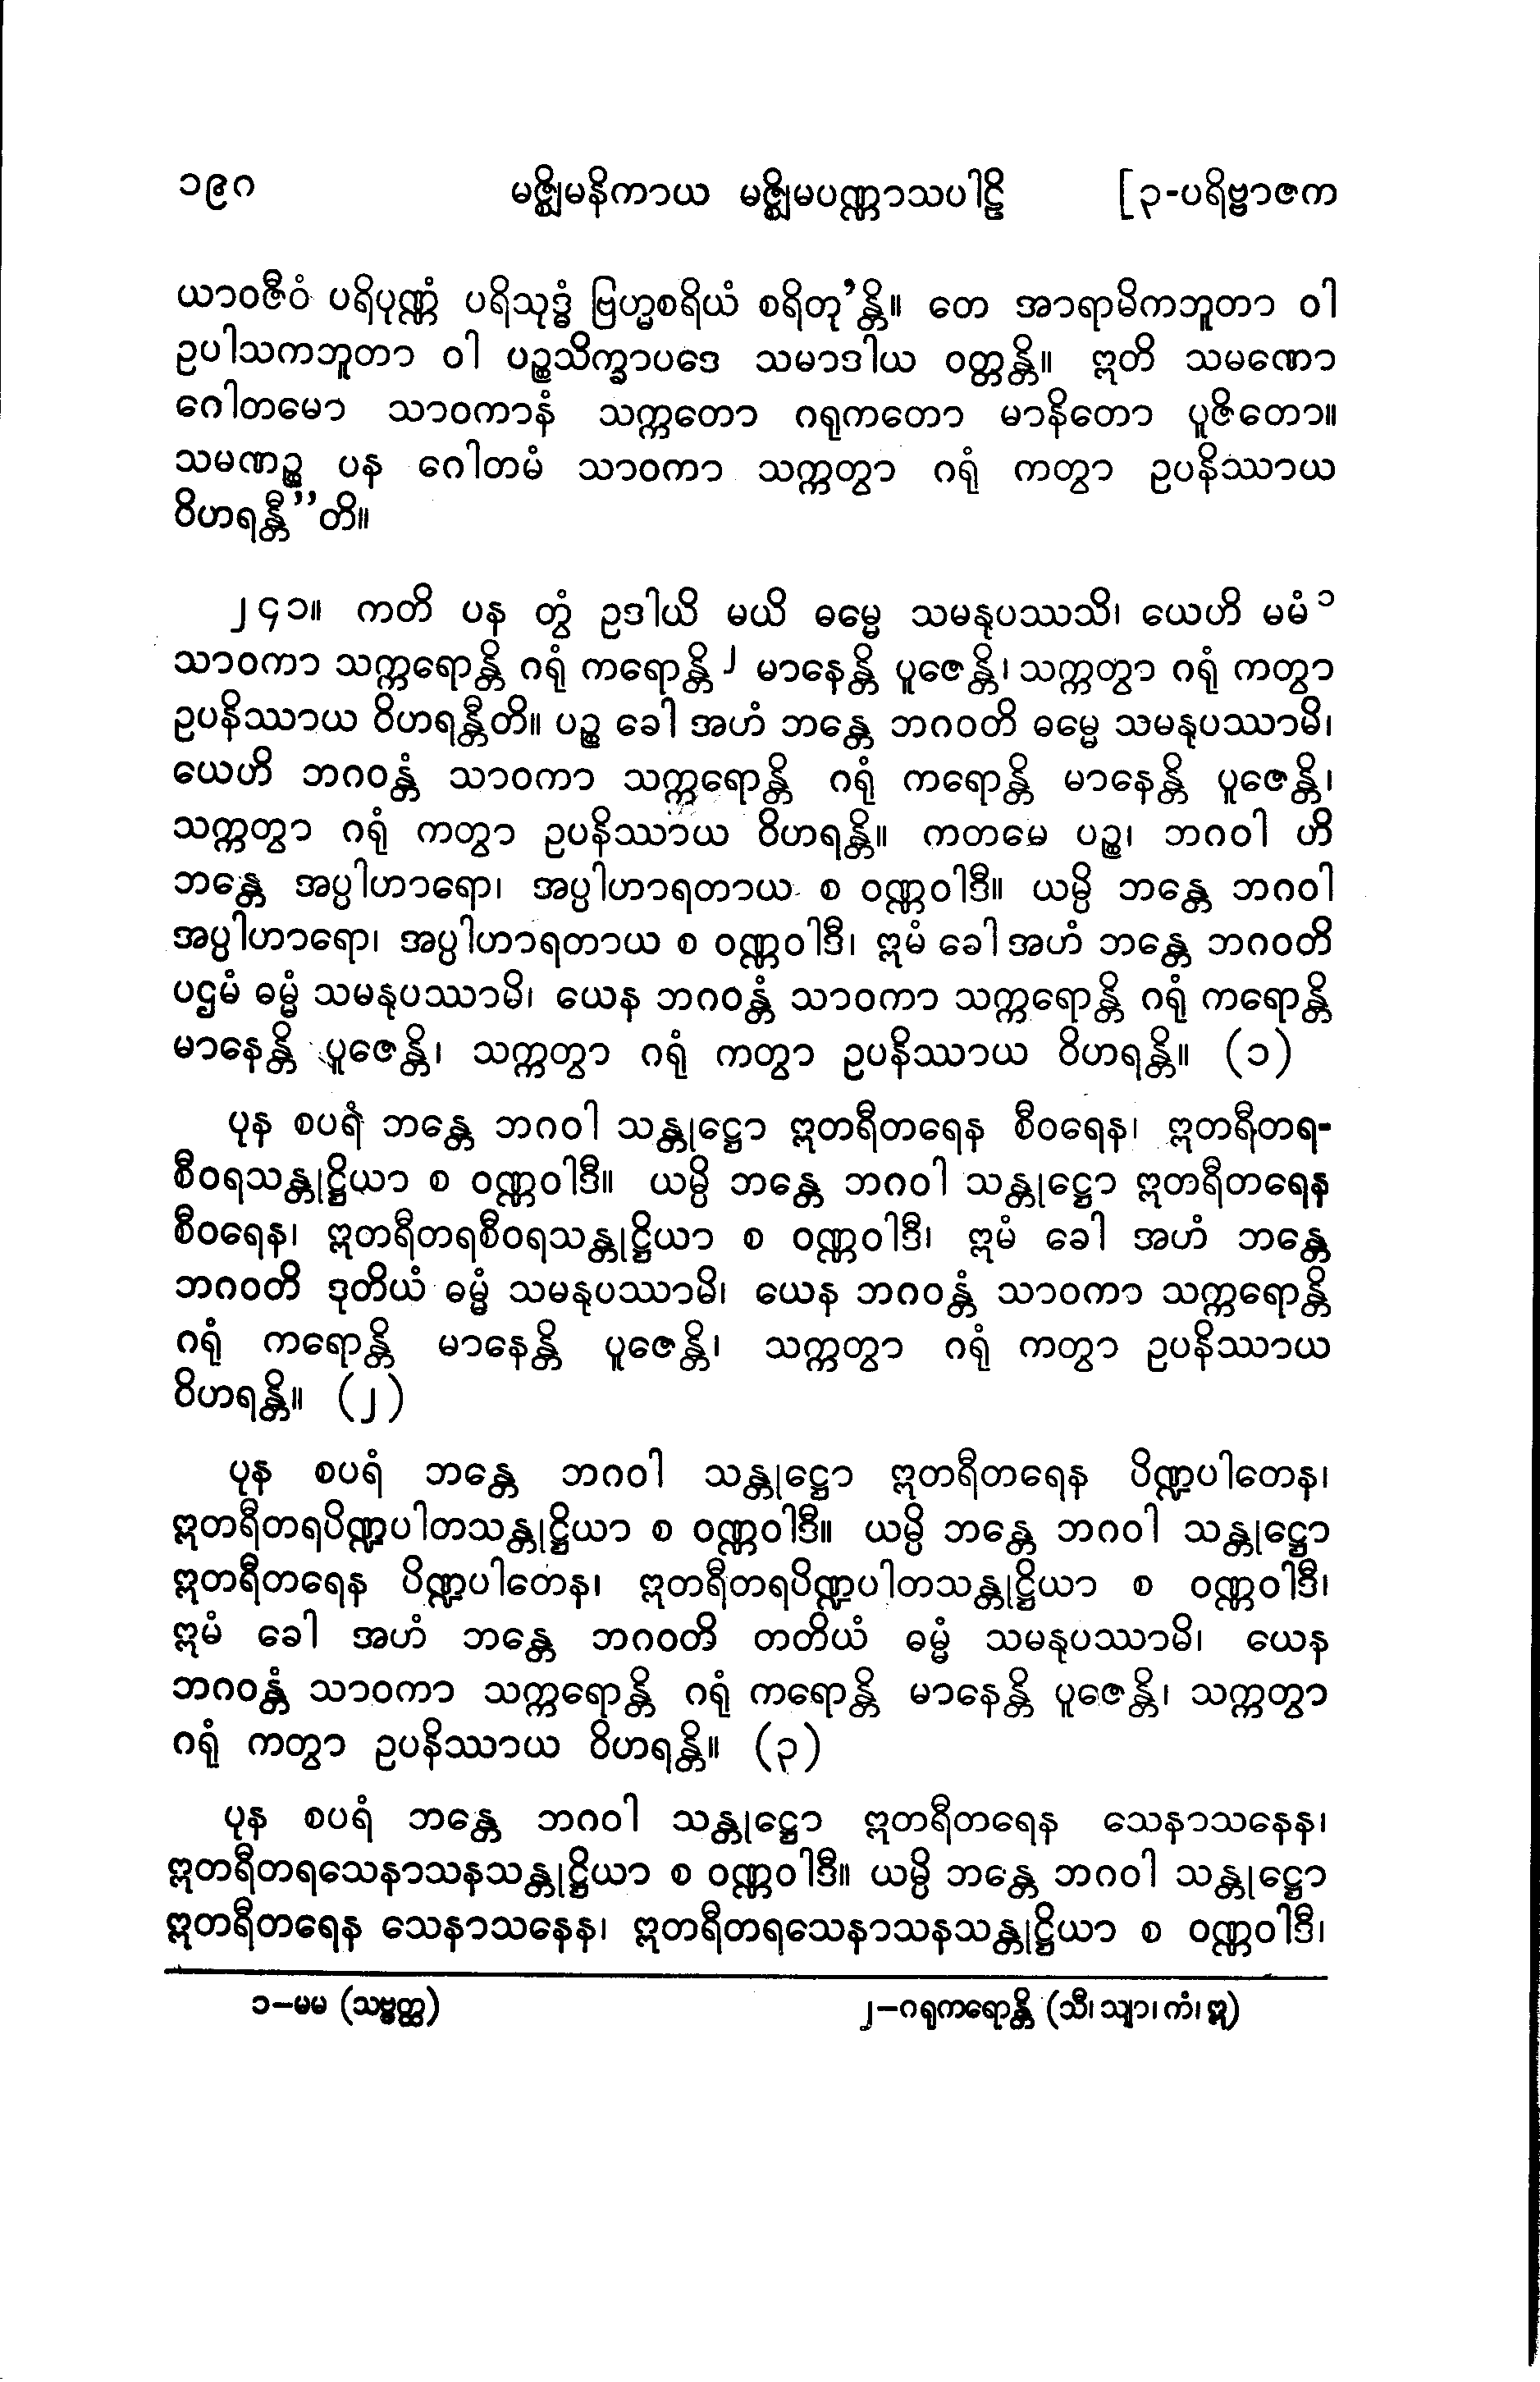 ၁၉၈ မဇ္ဈိမနိကာယ မဇ္ဈိမပဏ္ဏာသပါဠိ [၃-ပရိဗ္ဗာဇက
ယာဝဇီဝံ ပရိပုဏ္ဏံ ပရိသုဒ္ဓံ ဗြဟ္မစရိယံ စရိတု’န္တိ။ တေ အာရာမိကဘူတာ ဝါ
ဥပါသကဘူတာ ဝါ ပဉ္စသိက္ခာပဒေ သမာဒါယ ဝတ္တန္တိ။ ဣတိ သမဏော
ဂေါတမော သာဝကာနံ သက္ကတော ဂရုကတော မာနိတော ပူဇိတော။
သမဏဉ္စ ပန ဂေါတမံ သာဝကာ သက္ကတွာ ဂရုံ ကတွာ ဥပနိဿာယ
ဝိဟရန္တီ”တိ။
၂၄၁။ ကတိ ပန တွံ ဥဒါယိ မယိ ဓမ္မေ သမနုပဿသိ၊ ယေဟိ မမံ ၁
သာဝကာ သက္ကရောန္တိ ဂရုံ ကရောန္တိ ၂ မာနေန္တိ ပူဇေန္တိ၊ သက္ကတွာ ဂရုံ ကတွာ
ဥပနိဿာယ ဝိဟရန္တီတိ။ ပဉ္စ ခေါ အဟံ ဘန္တေ ဘဂဝတိ ဓမ္မေ သမနုပဿာမိ၊
ယေဟိ ဘဂဝန္တံ သာဝကာ သက္ကရောန္တိ ဂရုံ ကရောန္တိ မာနေန္တိ ပူဇေန္တိ၊
သက္ကတွာ ဂရုံ ကတွာ ဥပနိဿာယ ဝိဟရန္တိ။ ကတမေ ပဉ္စ၊ ဘဂဝါ ဟိ
ဘန္တေ အပ္ပါဟာရော၊ အပ္ပါဟာရတာယ စ ဝဏ္ဏဝါဒီ။ ယမ္ပိ ဘန္တေ ဘဂဝါ
အပ္ပါဟာရော၊ အပ္ပါဟာရတာယ စ ဝဏ္ဏဝါဒီ၊ ဣမံ ခေါ အဟံ ဘန္တေ ဘဂဝတိ
ပဌမံ ဓမ္မံ သမနုပဿာမိ၊ ယေန ဘဂဝန္တံ သာဝကာ သက္ကရောန္တိ ဂရုံ ကရောန္တိ
မာနေန္တိ ပူဇေန္တိ၊ သက္ကတွာ ဂရုံ ကတွာ ဥပနိဿာယ ဝိဟရန္တိ။ (၁)
ပုန စပရံ ဘန္တေ ဘဂဝါ သန္တုဋ္ဌော ဣတရီတရေန စီဝရေန၊ ဣတရီတရ-
စီဝရသန္တုဋ္ဌိယာ စ ဝဏ္ဏဝါဒီ။ ယမ္ပိ ဘန္တေ ဘဂဝါ သန္တုဋ္ဌော ဣတရီတရေန
စီဝရေန၊ ဣတရီတရစီဝရသန္တုဋ္ဌိယာ စ ဝဏ္ဏဝါဒီ၊ ဣမံ ခေါ အဟံ ဘန္တေ
ဘဂဝတိ ဒုတိယံ ဓမ္မံ သမနုပဿာမိ၊ ယေန ဘဂဝန္တံ သာဝကာ သက္ကရောန္တိ
ဂရုံ ကရောန္တိ မာနေန္တိ ပူဇေန္တိ၊ သက္ကတွာ ဂရုံ ကတွာ ဥပနိဿာယ
ဝိဟရန္တိ။ (၂)
ပုန စပရံ ဘန္တေ ဘဂဝါ သန္တုဋ္ဌော ဣတရီတရေန ပိဏ္ဍပါတေန၊
ဣတရီတရပိဏ္ဍပါတသန္တုဋ္ဌိယာ စ ဝဏ္ဏဝါဒီ။ ယမ္ပိ ဘန္တေ ဘဂဝါ သန္တုဋ္ဌော
ဣတရီတရေန ပိဏ္ဍပါတေန၊ ဣတရီတရပိဏ္ဍပါတသန္တုဋ္ဌိယာ စ ဝဏ္ဏဝါဒီ၊
ဣမံ ခေါ အဟံ ဘန္တေ ဘဂဝတိ တတိယံ ဓမ္မံ သမနုပဿာမိ၊ ယေန
ဘဂဝန္တံ သာဝကာ သက္ကရောန္တိ ဂရုံ ကရောန္တိ မာနေန္တိ ပူဇေန္တိ၊ သက္ကတွာ
ဂရုံ ကတွာ ဥပနိဿာယ ဝိဟရန္တိ။ (၃)
ပုန စပရံ ဘန္တေ ဘဂဝါ သန္တုဋ္ဌော ဣတရီတရေန သေနာသနေန၊
ဣတရီတရသေနာသနသန္တုဋ္ဌိယာ စ ဝဏ္ဏဝါဒီ။ ယမ္ပိ ဘန္တေ ဘဂဝါ သန္တုဋ္ဌော
ဣတရီတရေန သေနာသနေန၊ ဣတရီတရသေနာသနသန္တုဋ္ဌိယာ စ ဝဏ္ဏဝါဒီ၊
၁–မမ (သဗ္ဗတ္ထ) ၂–ဂရုကရောန္တိ (သီ၊ သျာ၊ ကံ၊ ဣ)